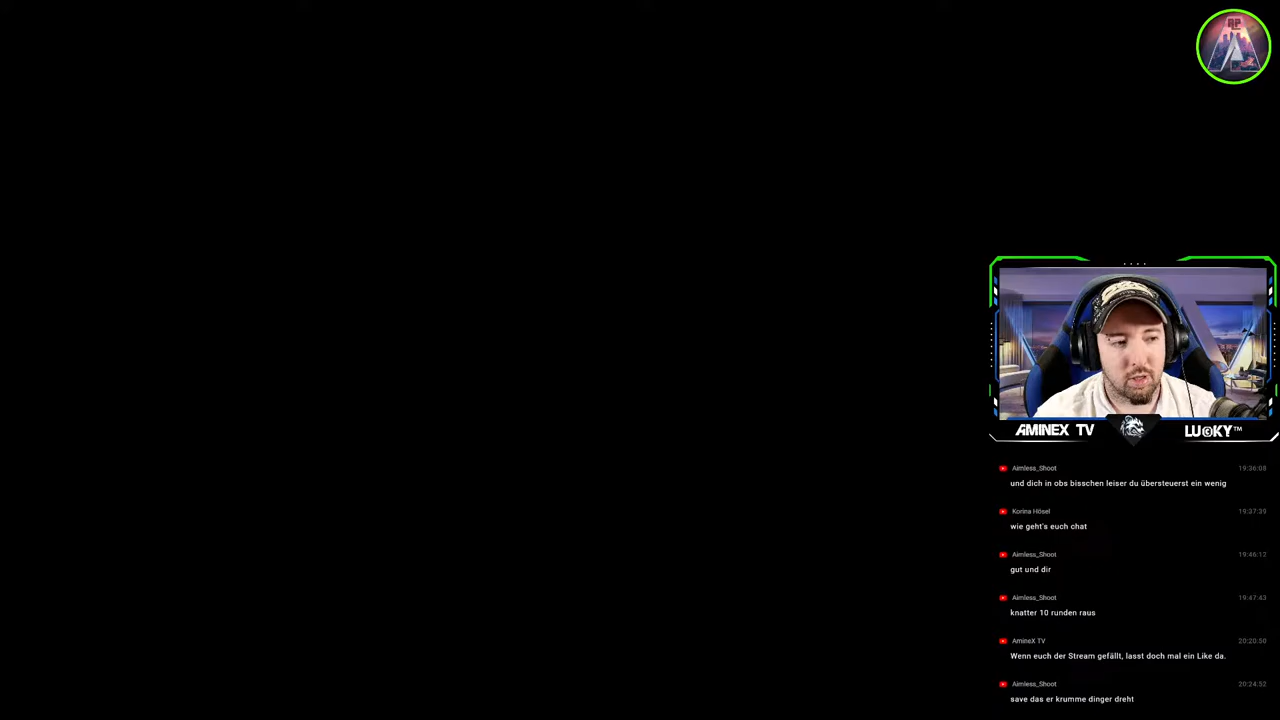 RP
AMINEX TV
LUCKY™
Aimless_Shoot 19:36:08
und dich in obs bisschen leiser du übersteuerst ein wenig
Korina Hösel 19:37:39
wie geht's euch chat
Aimless_Shoot 19:46:12
gut und dir
Aimless_Shoot 19:47:43
knatter 10 runden raus
AmineX TV 20:20:50
Wenn euch der Stream gefällt, lasst doch mal ein Like da.
Aimless_Shoot 20:24:52
save das er krumme dinger dreht